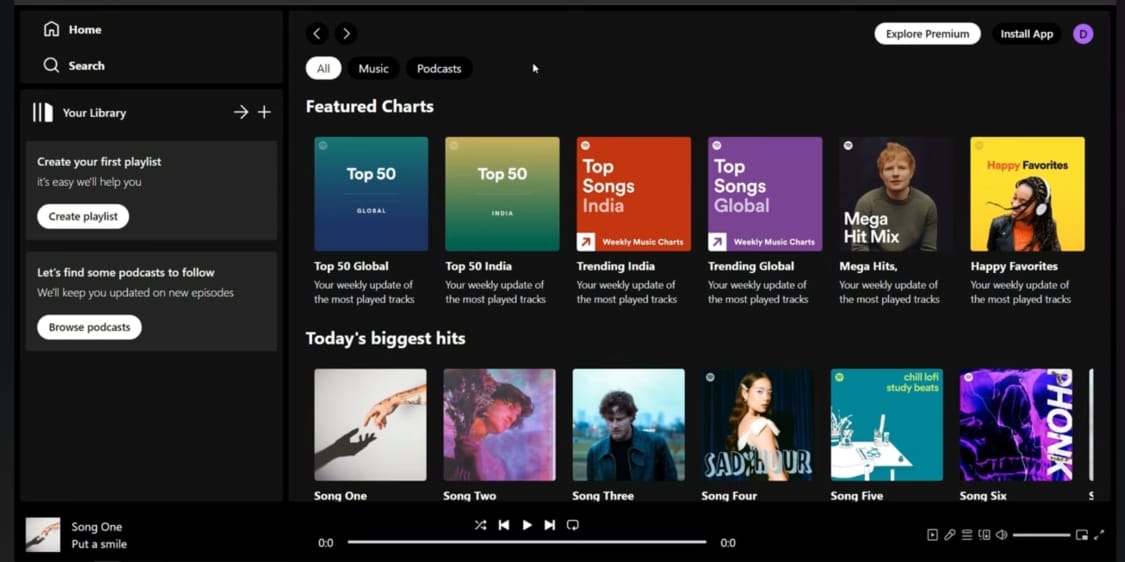 Home
Search
Your Library
Create your first playlist
it's easy we'll help you
Create playlist
Let's find some podcasts to follow
We'll keep you updated on new episodes
Browse podcasts
Explore Premium
Install App
D
All
Music
Podcasts
Featured Charts
Top 50
GLOBAL
Top 50
INDIA
Top
Songs
India
Weekly Music Charts
Top
Songs
Global
Weekly Music Charts
Mega
Hit Mix
Happy Favorites
Top 50 Global
Your weekly update of
the most played tracks
Top 50 India
Your weekly update of
the most played tracks
Trending India
Your weekly update of
the most played tracks
Trending Global
Your weekly update of
the most played tracks
Mega Hits,
Your weekly update of
the most played tracks
Happy Favorites
Your weekly update of
the most played tracks
Today's biggest hits
SAD HOUR
chill lofi
study beats
PHONK
Song One
Song Two
Song Three
Song Four
Song Five
Song Six
S
Song One
Put a smile
0:0
0:0